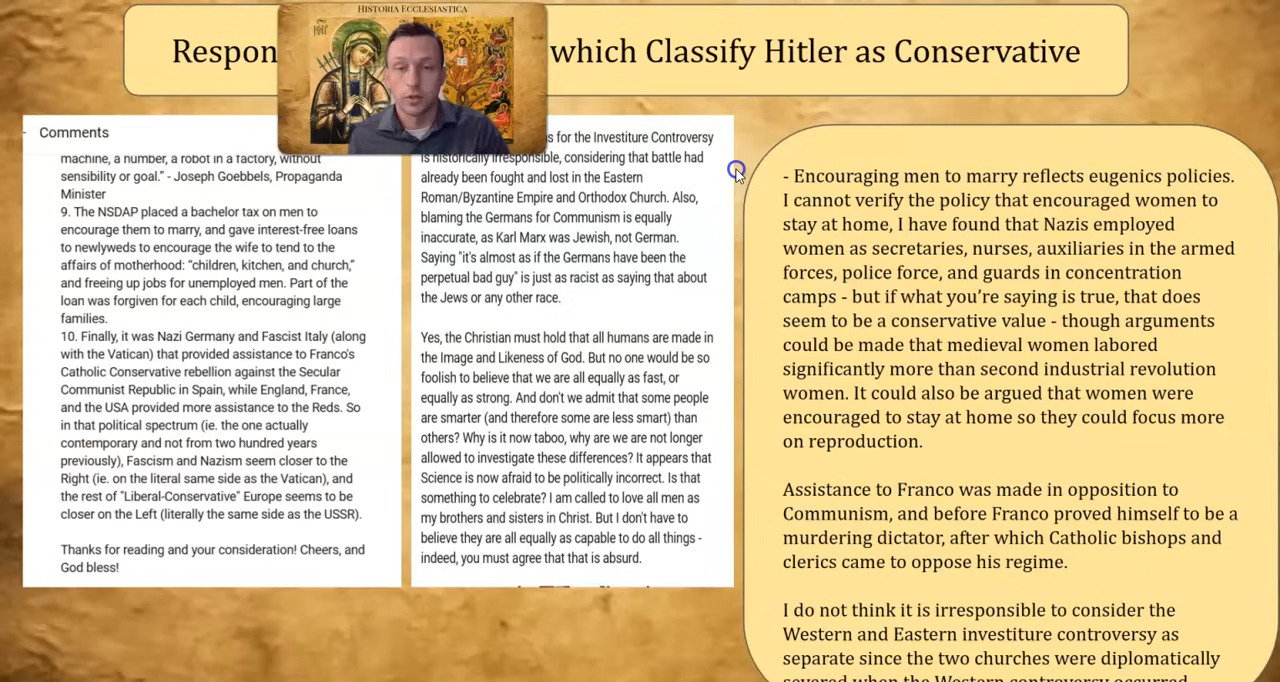 HISTORIA ECCLESIASTICA
Respon which Classify Hitler as Conservative
Comments
machine, a number, a robot in a factory, without
sensibility or goal.” - Joseph Goebbels, Propaganda
Minister
9. The NSDAP placed a bachelor tax on men to
encourage them to marry, and gave interest-free loans
to newlyweds to encourage the wife to tend to the
affairs of motherhood: “children, kitchen, and church,”
and freeing up jobs for unemployed men. Part of the
loan was forgiven for each child, encouraging large
families.
10. Finally, it was Nazi Germany and Fascist Italy (along
with the Vatican) that provided assistance to Franco's
Catholic Conservative rebellion against the Secular
Communist Republic in Spain, while England, France,
and the USA provided more assistance to the Reds. So
in that political spectrum (ie. the one actually
contemporary and not from two hundred years
previously), Fascism and Nazism seem closer to the
Right (ie. on the literal same side as the Vatican), and
the rest of "Liberal-Conservative" Europe seems to be
closer on the Left (literally the same side as the USSR).
Thanks for reading and your consideration! Cheers, and
God bless!
s for the Investiture Controversy
is historically irresponsible, considering that battle had
already been fought and lost in the Eastern
Roman/Byzantine Empire and Orthodox Church. Also,
blaming the Germans for Communism is equally
inaccurate, as Karl Marx was Jewish, not German.
Saying "it's almost as if the Germans have been the
perpetual bad guy" is just as racist as saying that about
the Jews or any other race.
Yes, the Christian must hold that all humans are made in
the Image and Likeness of God. But no one would be so
foolish to believe that we are all equally as fast, or
equally as strong. And don't we admit that some people
are smarter (and therefore some are less smart) than
others? Why is it now taboo, why are we are not longer
allowed to investigate these differences? It appears that
Science is now afraid to be politically incorrect. Is that
something to celebrate? I am called to love all men as
my brothers and sisters in Christ. But I don't have to
believe they are all equally as capable to do all things -
indeed, you must agree that that is absurd.
- Encouraging men to marry reflects eugenics policies.
I cannot verify the policy that encouraged women to
stay at home, I have found that Nazis employed
women as secretaries, nurses, auxiliaries in the armed
forces, police force, and guards in concentration
camps - but if what you’re saying is true, that does
seem to be a conservative value - though arguments
could be made that medieval women labored
significantly more than second industrial revolution
women. It could also be argued that women were
encouraged to stay at home so they could focus more
on reproduction.
Assistance to Franco was made in opposition to
Communism, and before Franco proved himself to be a
murdering dictator, after which Catholic bishops and
clerics came to oppose his regime.
I do not think it is irresponsible to consider the
Western and Eastern investiture controversy as
separate since the two churches were diplomatically
severed when the Western controversy occurred